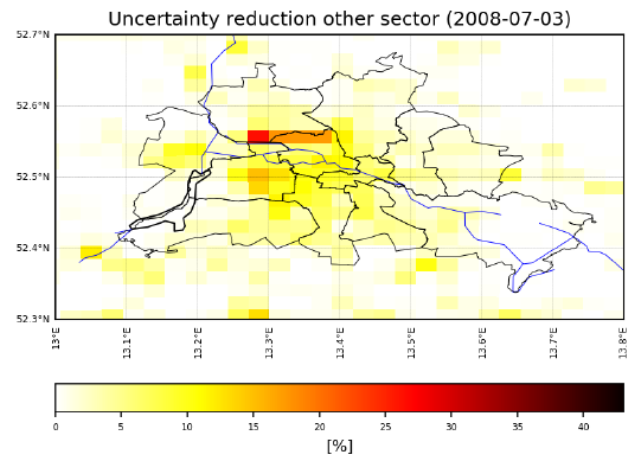 Uncertainty reduction other sector (2008-07-03)
52.7°N
52.6°N
52.5°N
52.4°N
52.3°N
13°E
13.1°E
13.2°E
13.3°E
13.4°E
13.5°E
13.6°E
13.7°E
13.8°E
0 5 10 15 20 25 30 35 40
[%]